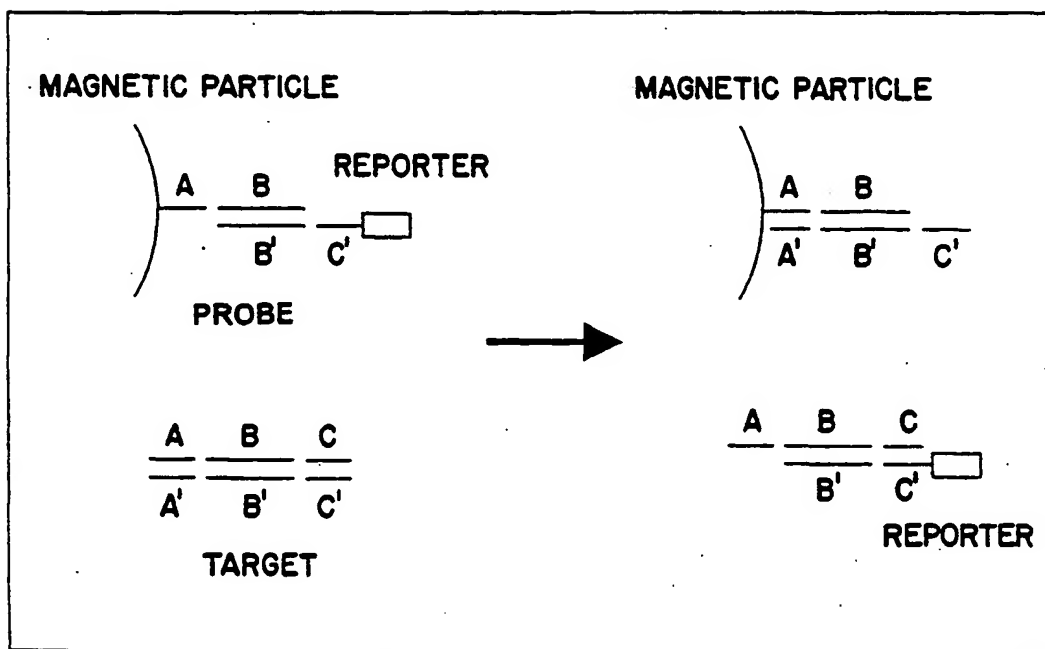 MAGNETIC PARTICLE
MAGNETIC PARTICLE
REPORTER
A B
B' C'
PROBE
A B
A' B' C'
A B C
A' B' C'
TARGET
A B C
B' C'
REPORTER